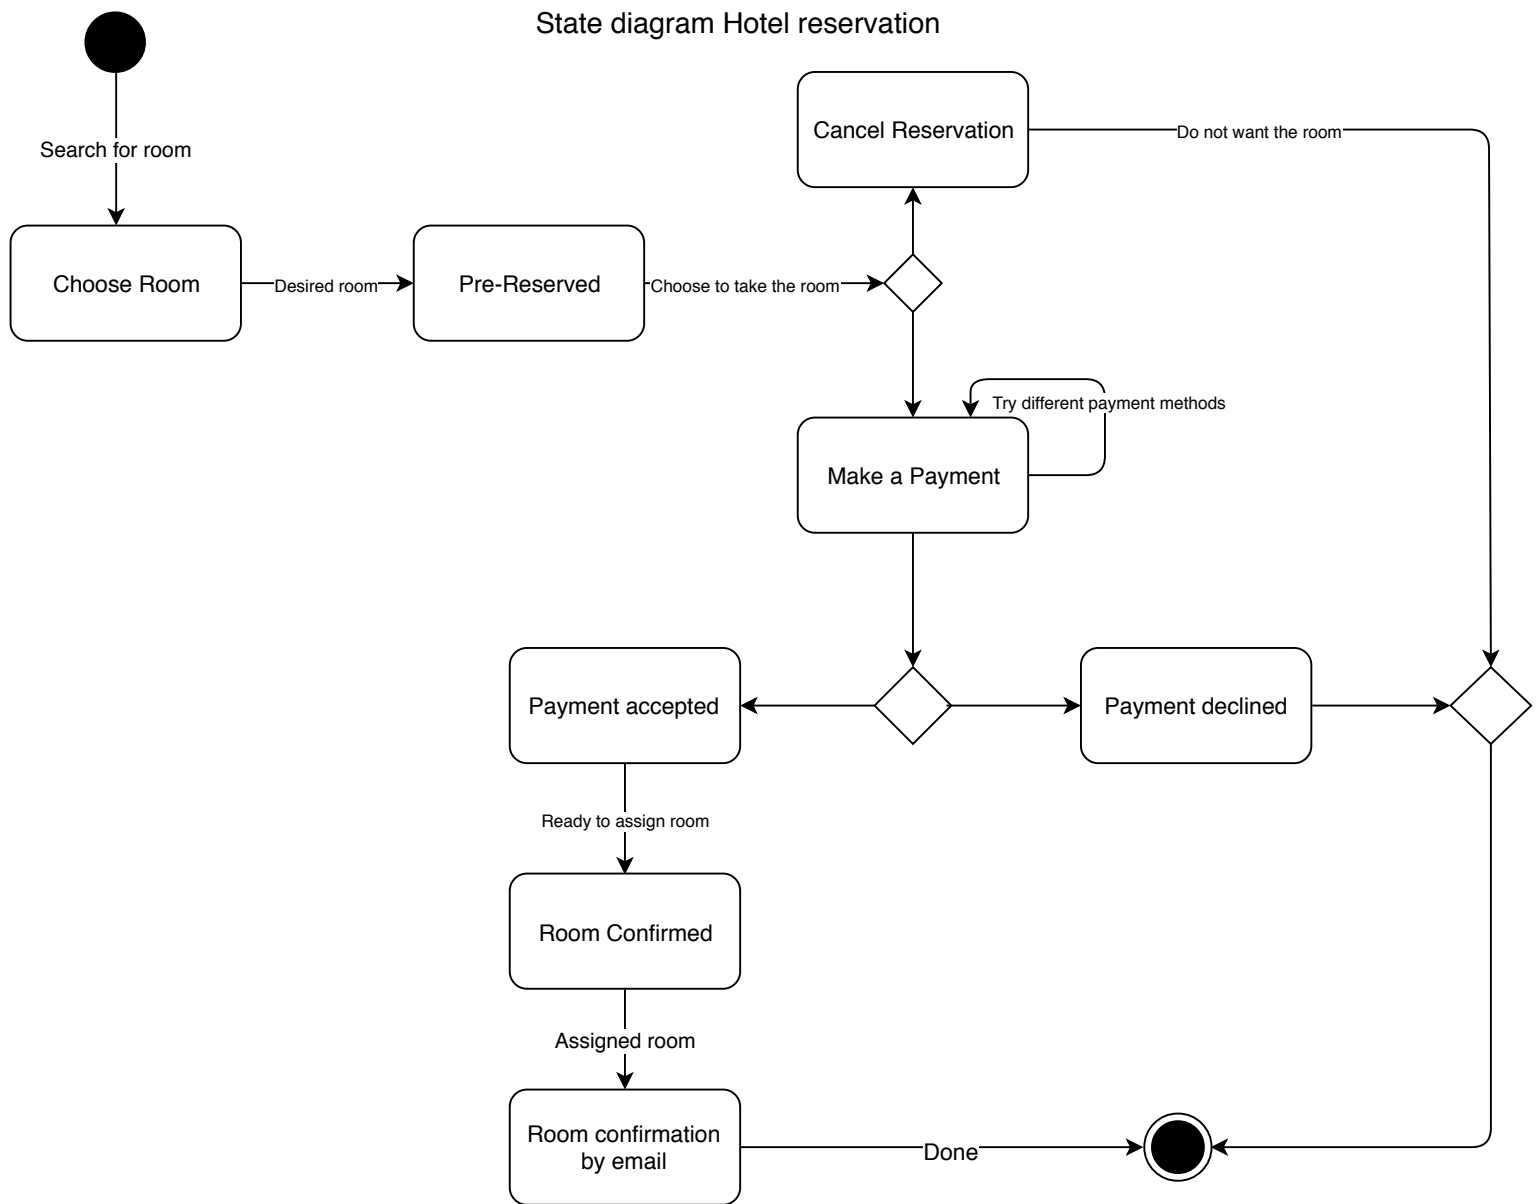 State diagram Hotel reservation
Cancel Reservation
Do not want the room
Search for room
Choose Room
Desired room
Pre-Reserved
Choose to take the room
Try different payment methods
Make a Payment
Payment accepted
Payment declined
Ready to assign room
Room Confirmed
Assigned room
Room confirmation
by email
Done